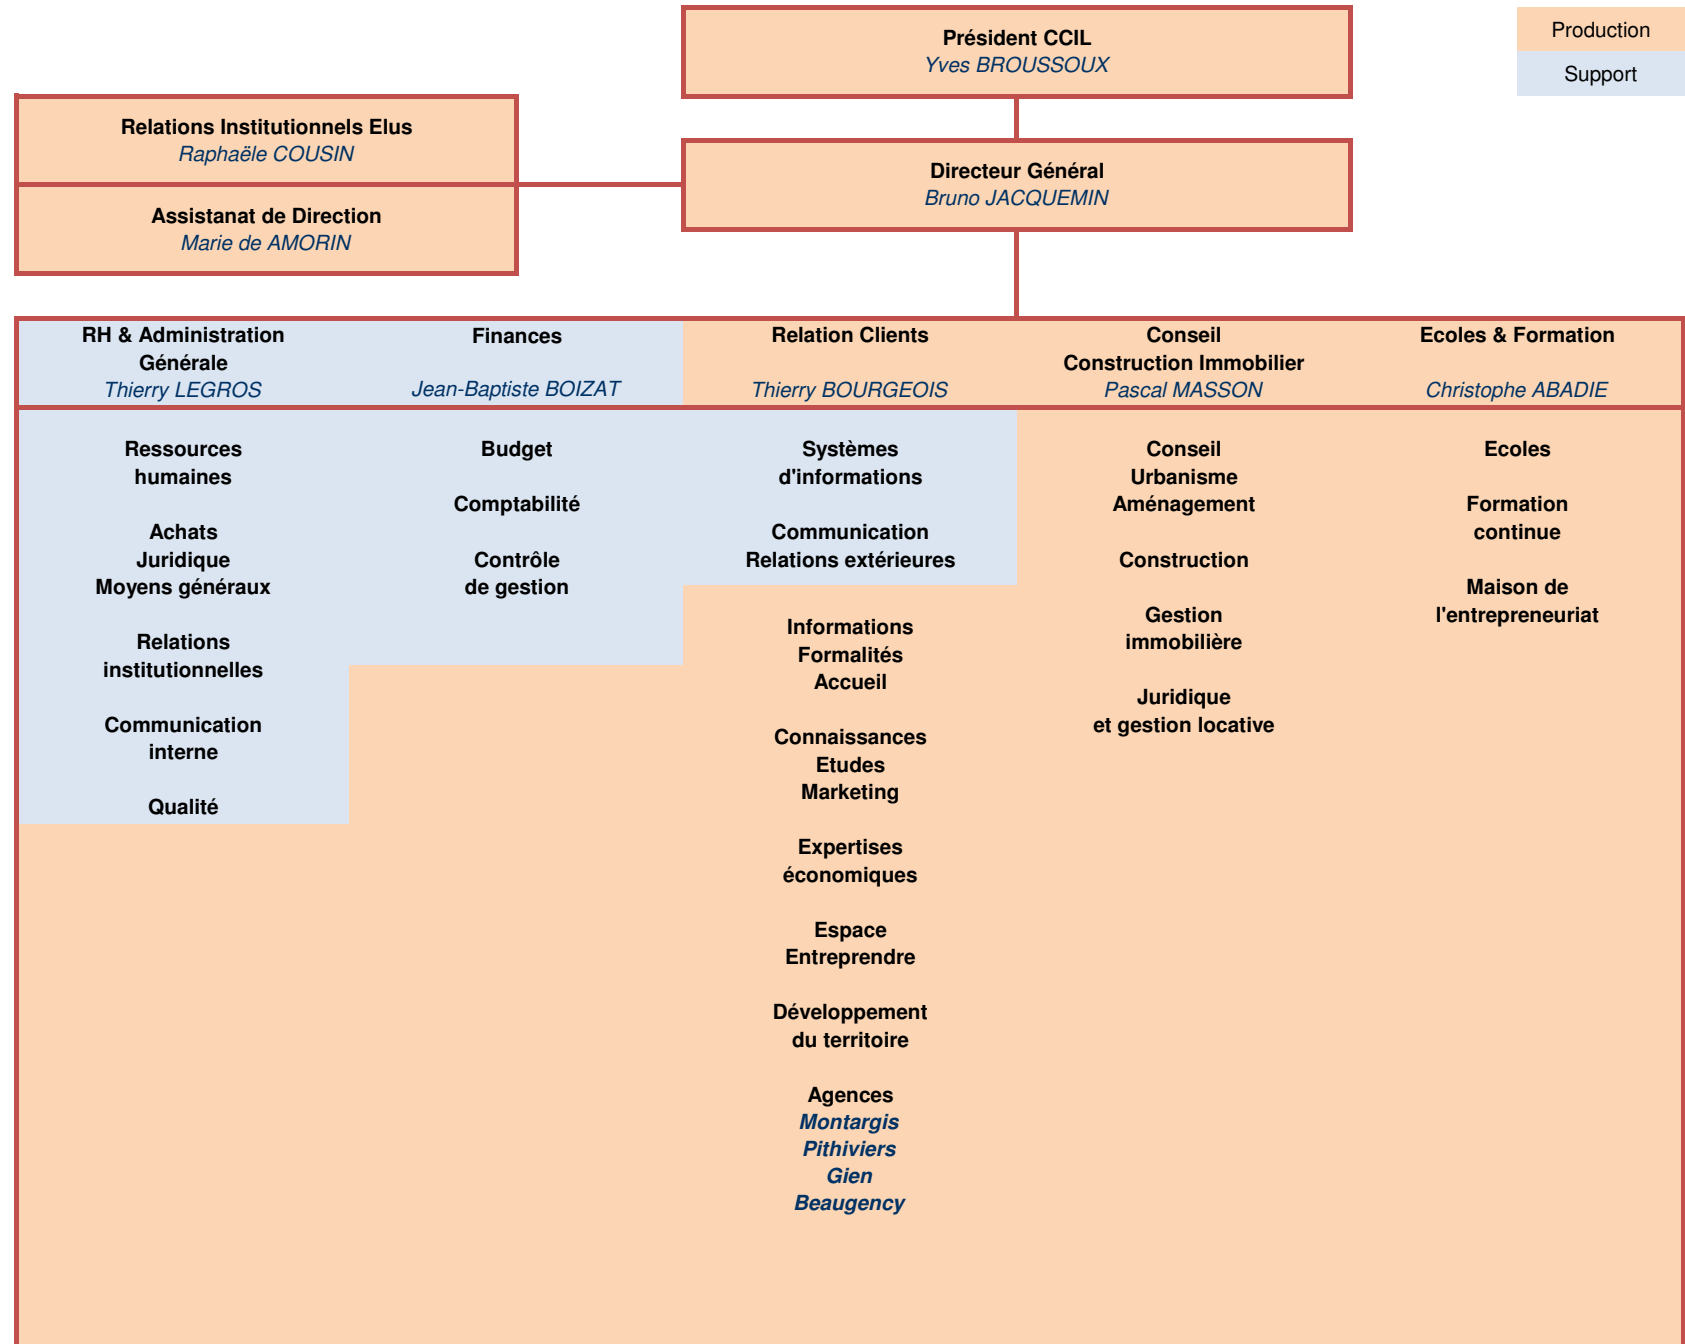 Président CCIL
Yves BROUSSOUX
Production
Support
Relations Institutionnels Elus
Raphaële COUSIN
Assistanat de Direction
Marie de AMORIN
Directeur Général
Bruno JACQUEMIN
RH & Administration
Générale
Thierry LEGROS
Finances
Jean-Baptiste BOIZAT
Relation Clients
Thierry BOURGEOIS
Conseil
Construction Immobilier
Pascal MASSON
Ecoles & Formation
Christophe ABADIE
Ressources
humaines
Achats
Juridique
Moyens généraux
Relations
institutionnelles
Communication
interne
Qualité
Budget
Comptabilité
Contrôle
de gestion
Systèmes
d'informations
Communication
Relations extérieures
Informations
Formalités
Accueil
Connaissances
Etudes
Marketing
Expertises
économiques
Espace
Entreprendre
Développement
du territoire
Agences
Montargis
Pithiviers
Gien
Beaugency
Conseil
Urbanisme
Aménagement
Construction
Gestion
immobilière
Juridique
et gestion locative
Ecoles
Formation
continue
Maison de
l'entrepreneuriat